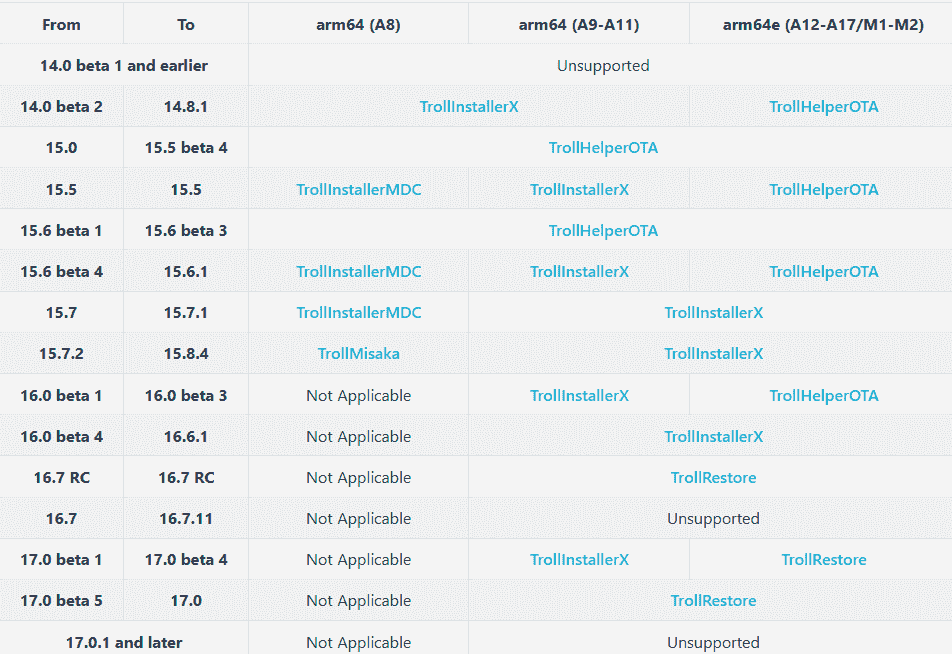 From To arm64 (A8) arm64 (A9-A11) arm64e (A12-A17/M1-M2)
14.0 beta 1 and earlier Unsupported
14.0 beta 2 14.8.1 TrollInstallerX TrollHelperOTA
15.0 15.5 beta 4 TrollHelperOTA
15.5 15.5 TrollInstallerMDC TrollInstallerX TrollHelperOTA
15.6 beta 1 15.6 beta 3 TrollHelperOTA
15.6 beta 4 15.6.1 TrollInstallerMDC TrollInstallerX TrollHelperOTA
15.7 15.7.1 TrollInstallerMDC TrollInstallerX
15.7.2 15.8.4 TrollMisaka TrollInstallerX
16.0 beta 1 16.0 beta 3 Not Applicable TrollInstallerX TrollHelperOTA
16.0 beta 4 16.6.1 Not Applicable TrollInstallerX
16.7 RC 16.7 RC Not Applicable TrollRestore
16.7 16.7.11 Not Applicable Unsupported
17.0 beta 1 17.0 beta 4 Not Applicable TrollInstallerX TrollRestore
17.0 beta 5 17.0 Not Applicable TrollRestore
17.0.1 and later Not Applicable Unsupported